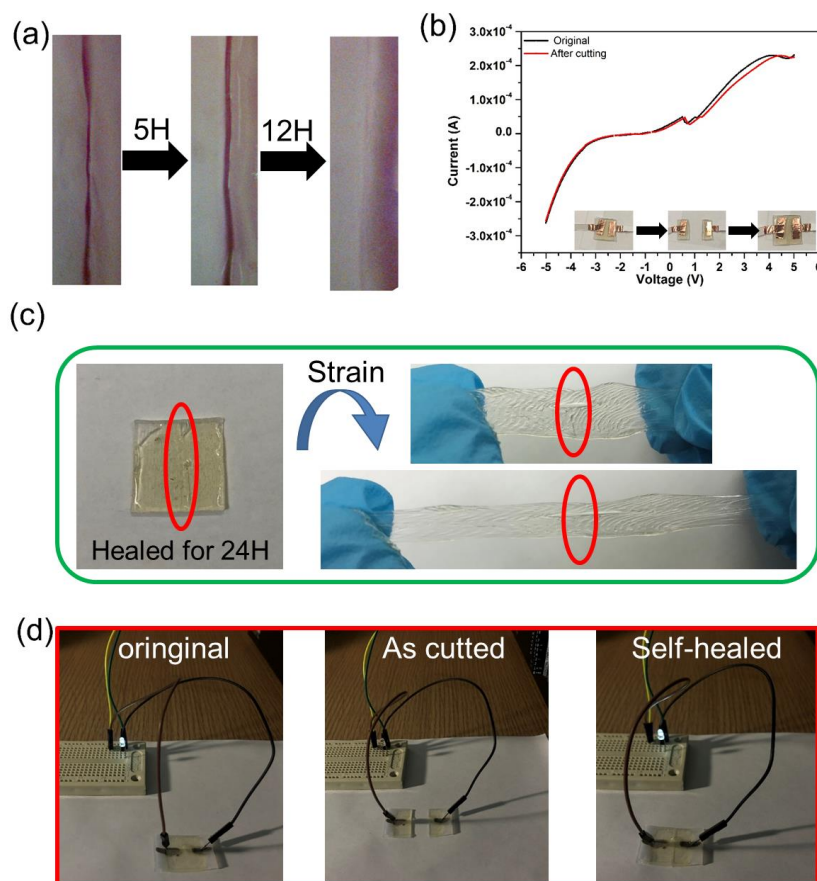 (a)
5H
12H
(b)
Original
After cutting
3.0x10⁻⁴
2.0x10⁻⁴
1.0x10⁻⁴
0.0
-1.0x10⁻⁴
-2.0x10⁻⁴
-3.0x10⁻⁴
Current (A)
-6 -5 -4 -3 -2 -1 0 1 2 3 4 5 6
Voltage (V)
(c)
Strain
Healed for 24H
(d)
oringinal
As cutted
Self-healed